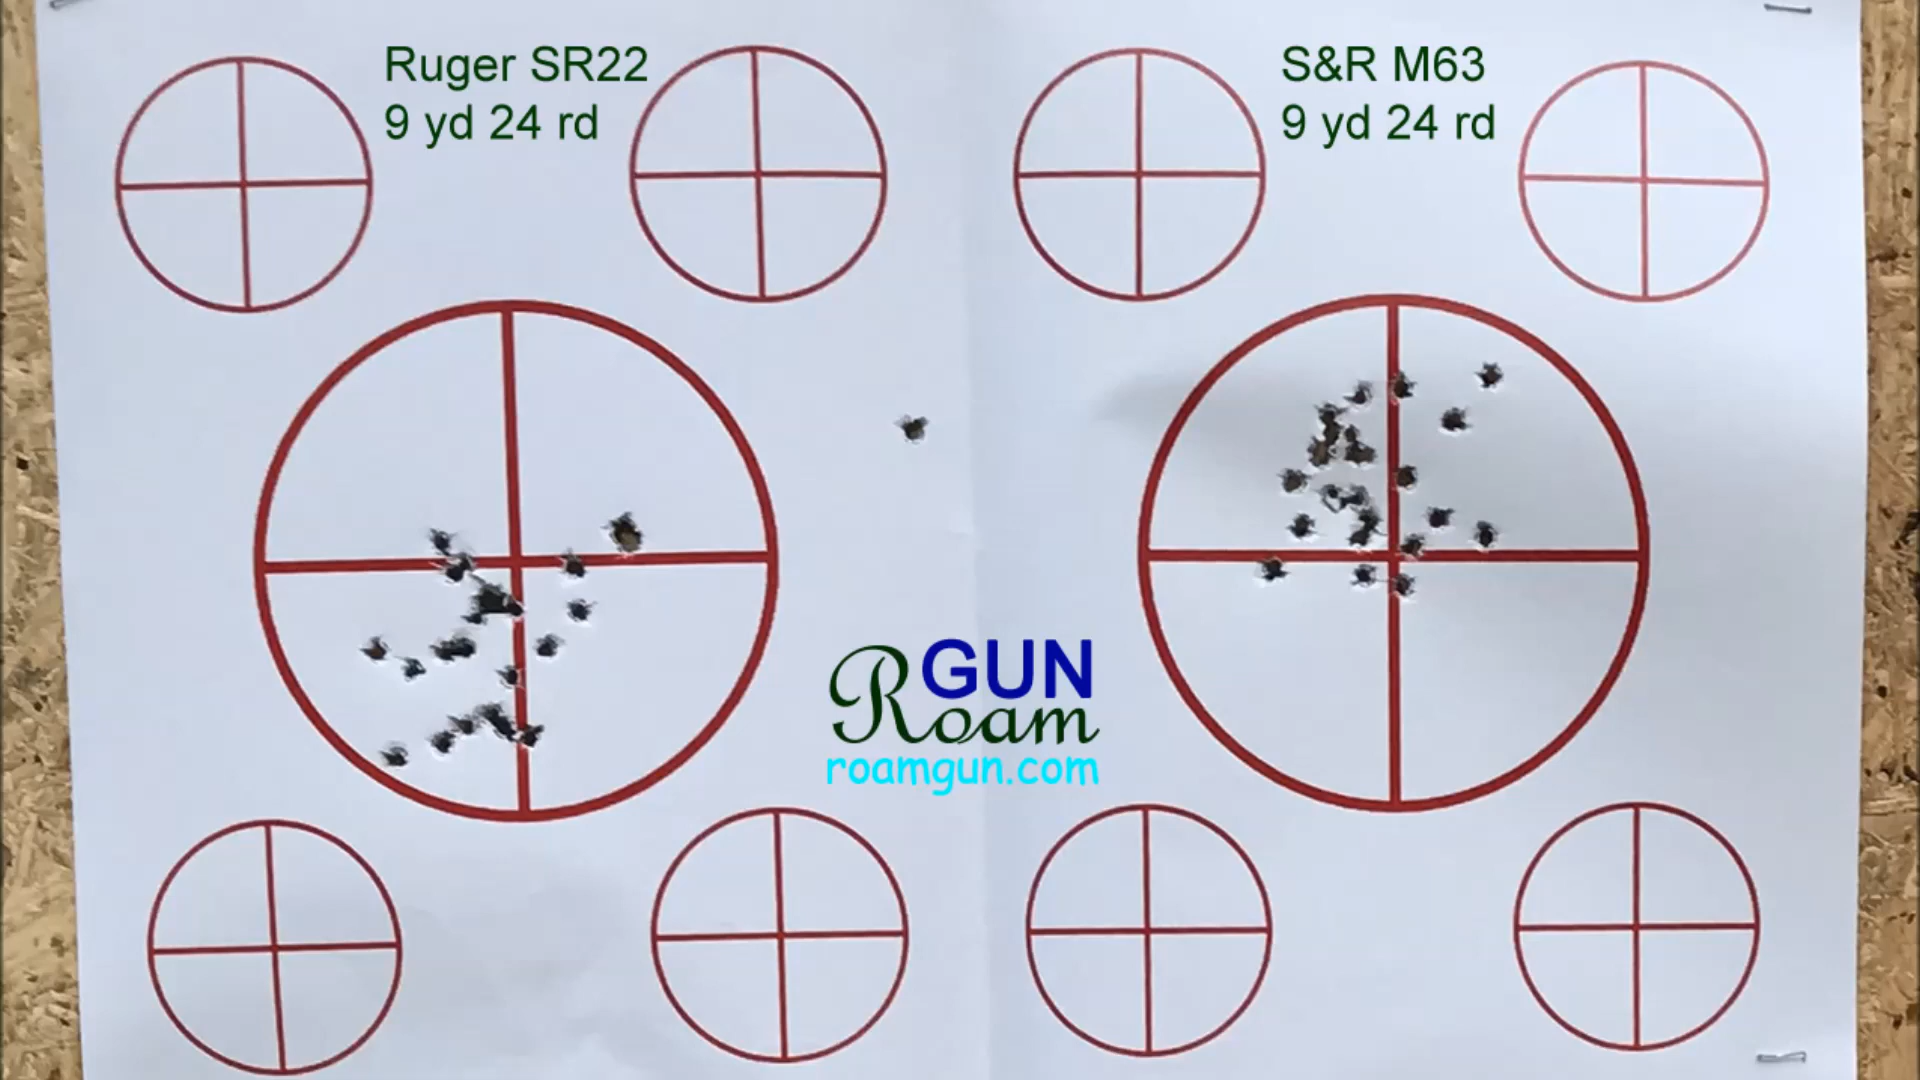 Ruger SR22
9 yd 24 rd
S&R M63
9 yd 24 rd
GUN
Roam
roamgun.com